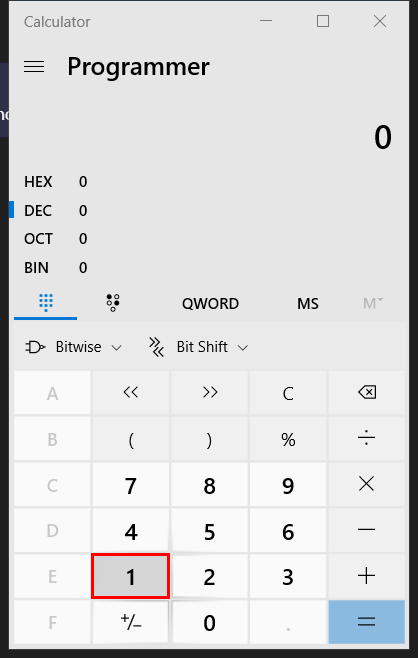 Calculator
Programmer
0
HEX 0
DEC 0
OCT 0
BIN 0
QWORD MS M
Bitwise Bit Shift
A << >> C
B ( ) % ÷
C 7 8 9 ×
D 4 5 6 −
E 1 2 3 +
F +/− 0 . =